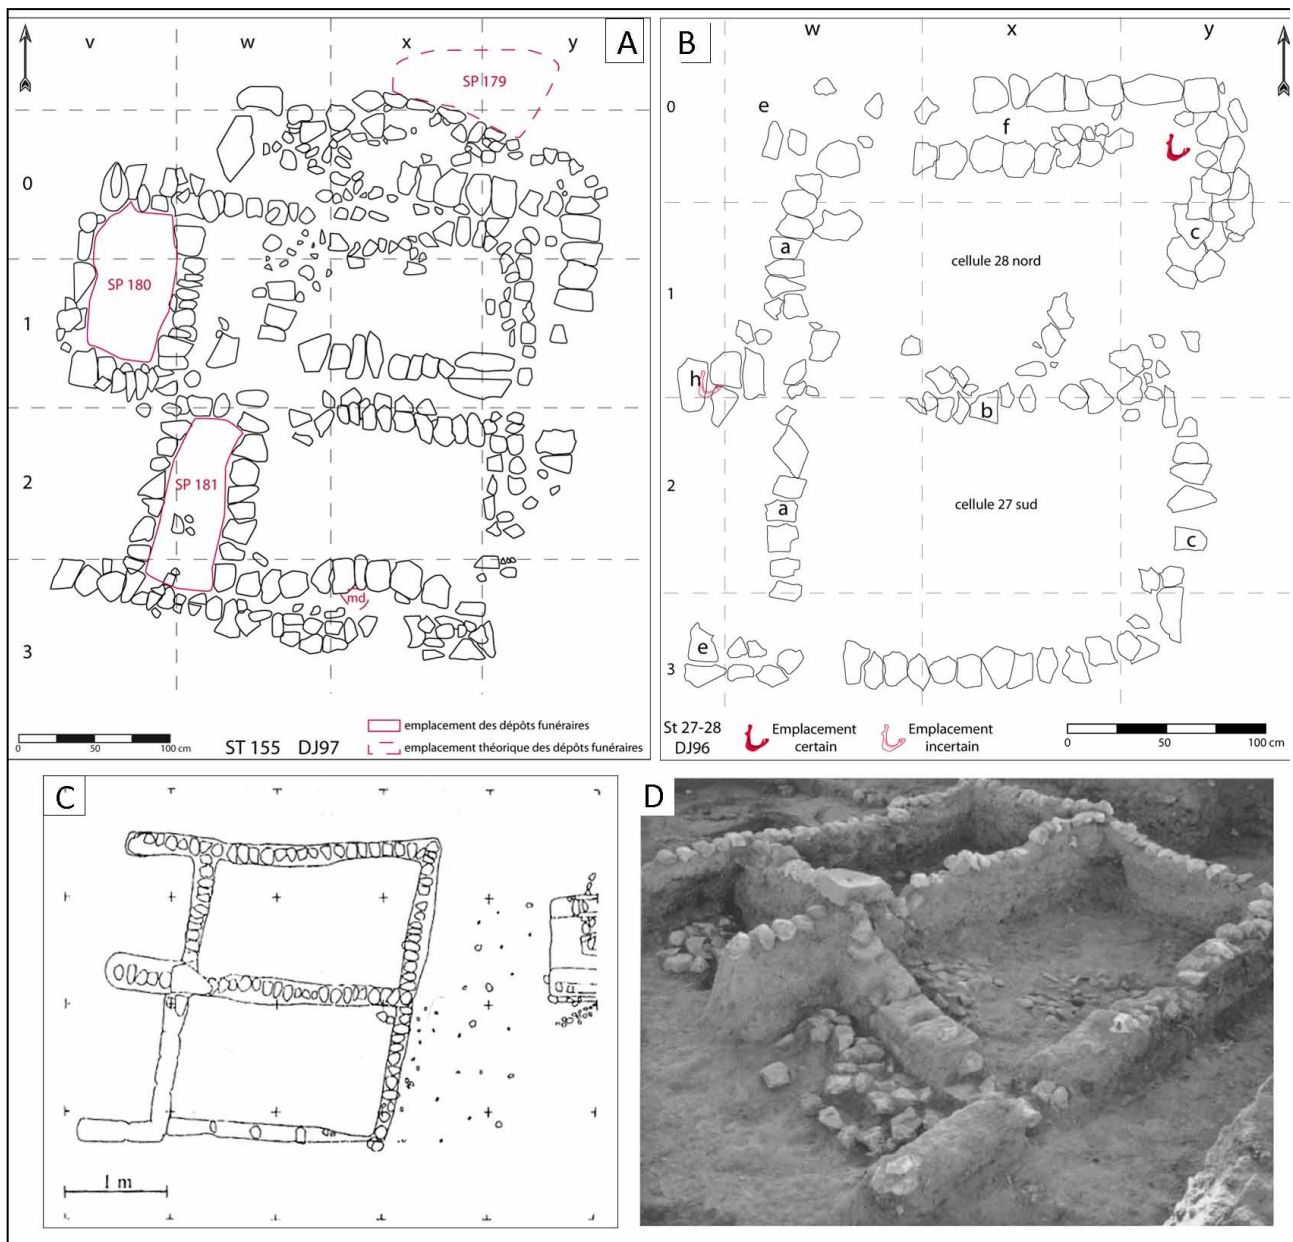 A
v w x y
SP 179
0
SP 180
1
SP 181
2
md
3
0 50 100 cm
ST 155 DJ97
emplacement des dépôts funéraires
emplacement théorique des dépôts funéraires
B
w x y
0
e
f
c
a
cellule 28 nord
1
h
b
2
a
cellule 27 sud
c
e
3
St 27-28
DJ96
Emplacement
certain
Emplacement
incertain
0 50 100 cm
C
1 m
D